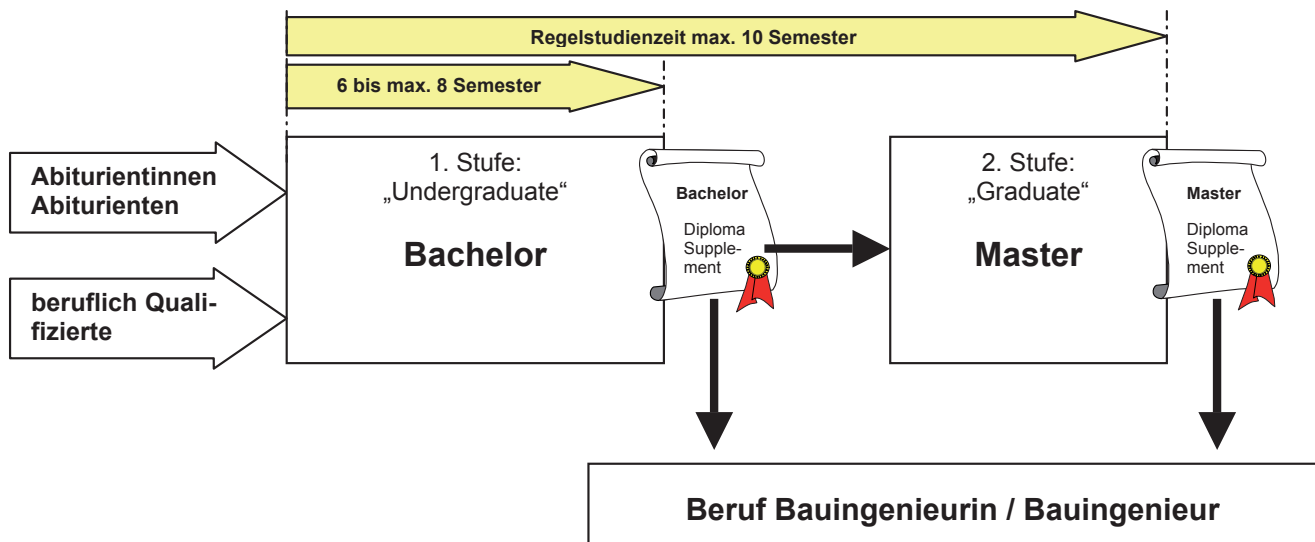 Regelstudienzeit max. 10 Semester
6 bis max. 8 Semester
Abiturientinnen
Abiturienten
beruflich Quali-
fizierte
1. Stufe:
„Undergraduate“
Bachelor
Bachelor
Diploma
Supple-
ment
2. Stufe:
„Graduate“
Master
Master
Diploma
Supple-
ment
Beruf Bauingenieurin / Bauingenieur